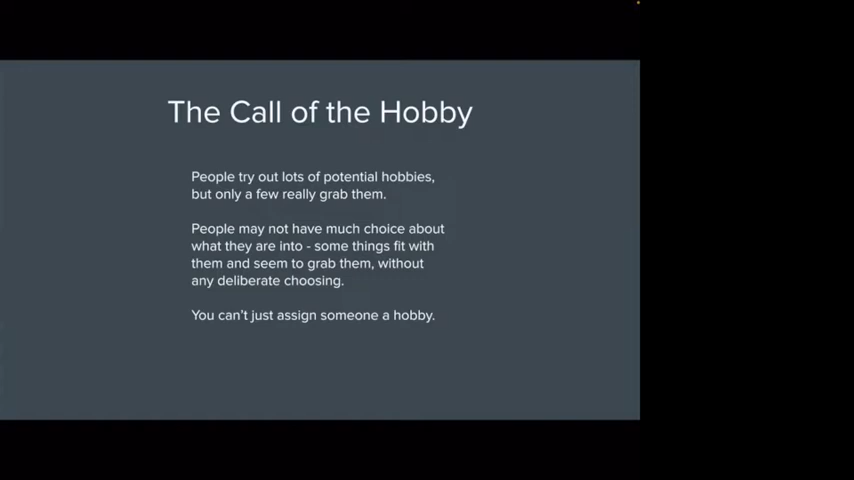 The Call of the Hobby
People try out lots of potential hobbies,
but only a few really grab them.
People may not have much choice about
what they are into - some things fit with
them and seem to grab them, without
any deliberate choosing.
You can't just assign someone a hobby.